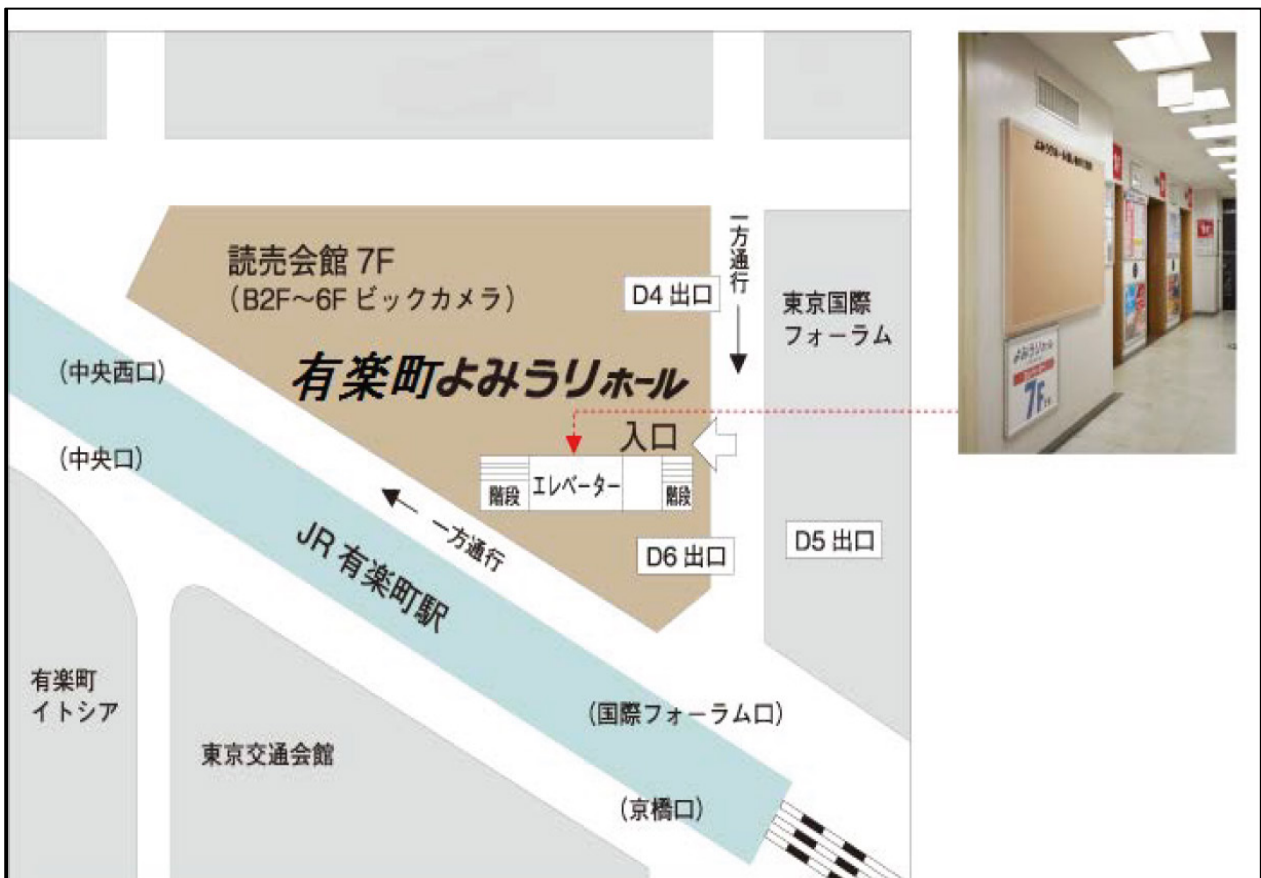 読売会館 7F
（B2F～6F ビックカメラ）
有楽町よみうりホール
D4 出口
一方通行
東京国際
フォーラム
（中央西口）
（中央口）
入口
階段
エレベーター
階段
一方通行
D6 出口
D5 出口
JR 有楽町駅
有楽町
イトシア
東京交通会館
（国際フォーラム口）
（京橋口）
よみうりホール
7F